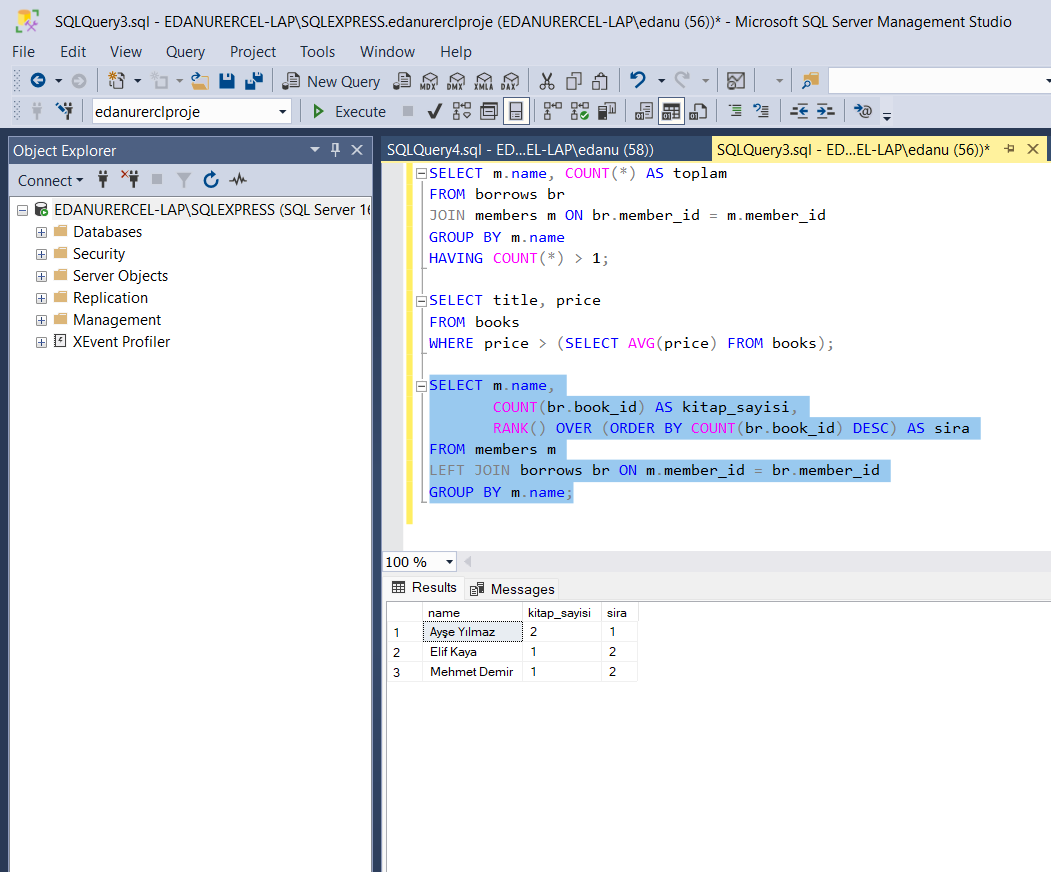 SQLQuery3.sql - EDANURERCEL-LAP\SQLEXPRESS.edanurerclproje (EDANURERCEL-LAP\edanu (56))* - Microsoft SQL Server Management Studio
File Edit View Query Project Tools Window Help
New Query MDX DMX XMLA DAX
edanurerclproje Execute
Object Explorer
Connect
EDANURERCEL-LAP\SQLEXPRESS (SQL Server 16
Databases
Security
Server Objects
Replication
Management
XEvent Profiler
SQLQuery4.sql - ED...EL-LAP\edanu (58)) SQLQuery3.sql - ED...EL-LAP\edanu (56))*
SELECT m.name, COUNT(*) AS toplam
FROM borrows br
JOIN members m ON br.member_id = m.member_id
GROUP BY m.name
HAVING COUNT(*) > 1;
SELECT title, price
FROM books
WHERE price > (SELECT AVG(price) FROM books);
SELECT m.name,
COUNT(br.book_id) AS kitap_sayisi,
RANK() OVER (ORDER BY COUNT(br.book_id) DESC) AS sira
FROM members m
LEFT JOIN borrows br ON m.member_id = br.member_id
GROUP BY m.name;
100 %
Results Messages
name kitap_sayisi sira
1 Ayşe Yılmaz 2 1
2 Elif Kaya 1 2
3 Mehmet Demir 1 2